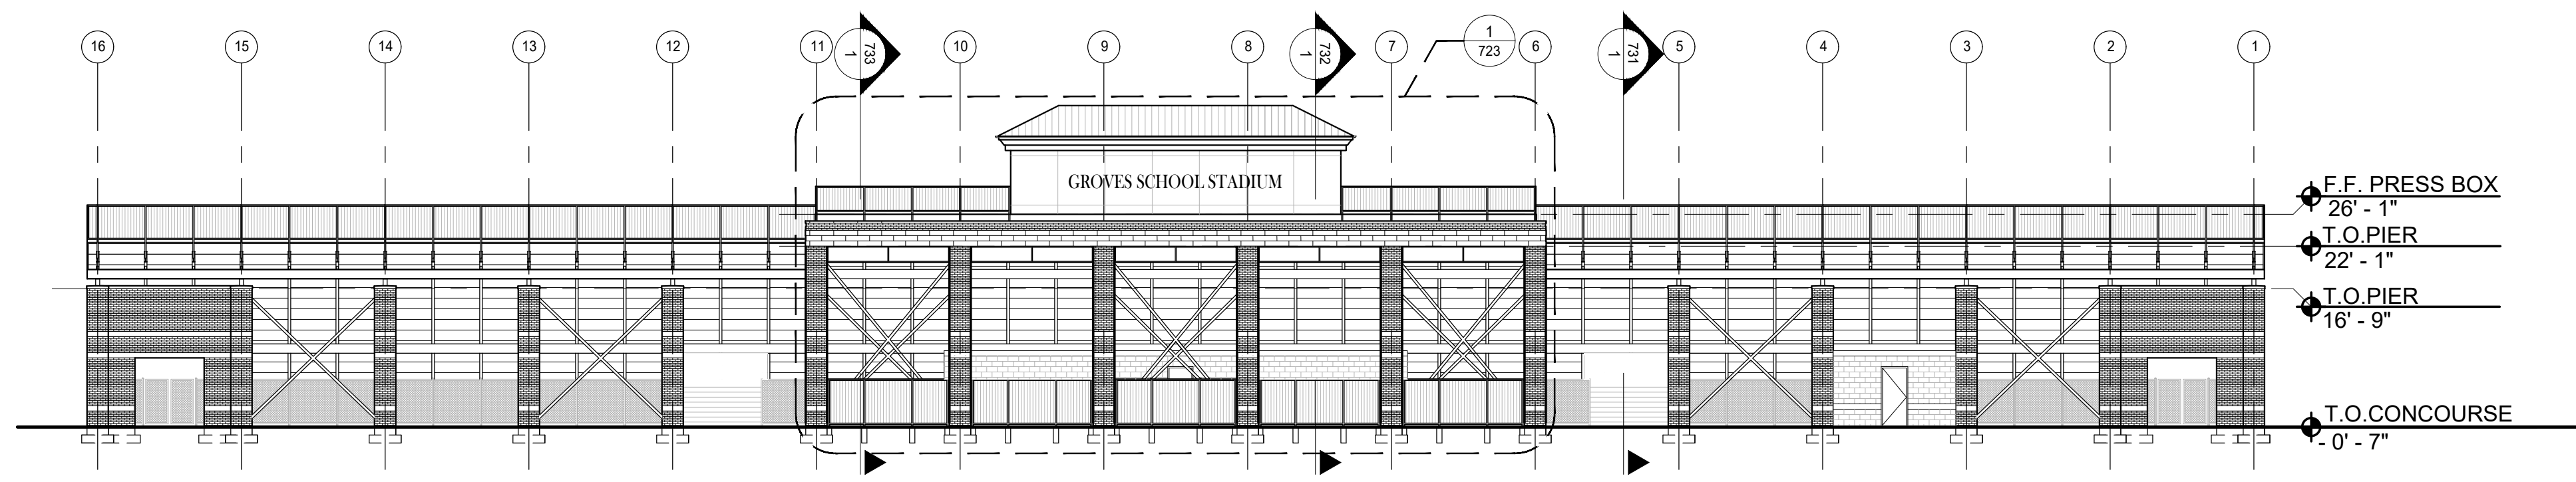 16 15 14 13 12 11 10 9 8 7 6 5 4 3 2 1
1
733
1
732
1
723
1
731
GROVES SCHOOL STADIUM
F.F. PRESS BOX
26' - 1"
T.O.PIER
22' - 1"
T.O.PIER
16' - 9"
T.O.CONCOURSE
- 0' - 7"